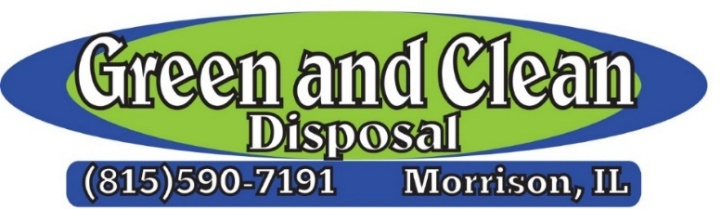 Green and Clean
Disposal
(815)590-7191 Morrison, IL